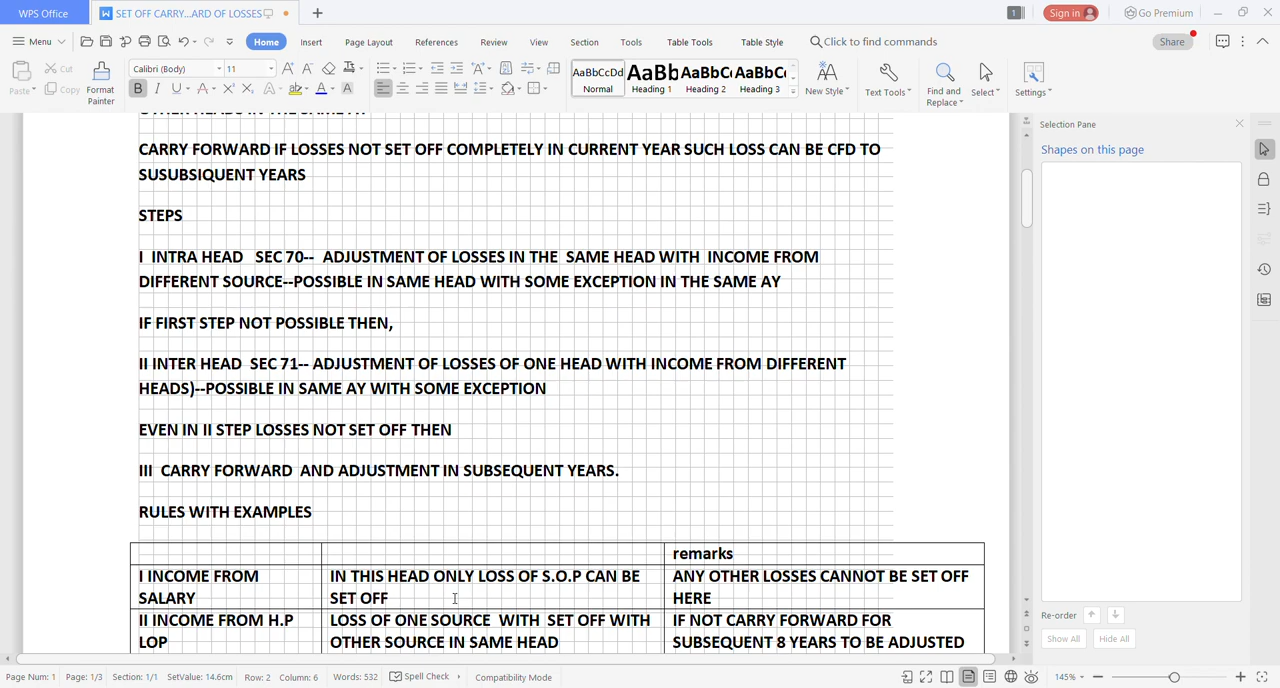 WPS Office
SET OFF CARRY...ARD OF LOSSES
1
Sign in
Go Premium
Menu
Home
Insert
Page Layout
References
Review
View
Section
Tools
Table Tools
Table Style
Click to find commands
Share
Paste
Cut
Copy
Format
Painter
Calibri (Body)
11
AaBbCcDd
Normal
AaBb
Heading 1
AaBbC
Heading 2
AaBbC
Heading 3
New Style
Text Tools
Find and
Replace
Select
Settings
OTHER HEADS IN THE SAME AY
CARRY FORWARD IF LOSSES NOT SET OFF COMPLETELY IN CURRENT YEAR SUCH LOSS CAN BE CFD TO
SUSUBSIQUENT YEARS
STEPS
I INTRA HEAD SEC 70-- ADJUSTMENT OF LOSSES IN THE SAME HEAD WITH INCOME FROM
DIFFERENT SOURCE--POSSIBLE IN SAME HEAD WITH SOME EXCEPTION IN THE SAME AY
IF FIRST STEP NOT POSSIBLE THEN,
II INTER HEAD SEC 71-- ADJUSTMENT OF LOSSES OF ONE HEAD WITH INCOME FROM DIFFERENT
HEADS)--POSSIBLE IN SAME AY WITH SOME EXCEPTION
EVEN IN II STEP LOSSES NOT SET OFF THEN
III CARRY FORWARD AND ADJUSTMENT IN SUBSEQUENT YEARS.
RULES WITH EXAMPLES
remarks
I INCOME FROM
SALARY
IN THIS HEAD ONLY LOSS OF S.O.P CAN BE
SET OFF
ANY OTHER LOSSES CANNOT BE SET OFF
HERE
II INCOME FROM H.P
LOP
LOSS OF ONE SOURCE WITH SET OFF WITH
OTHER SOURCE IN SAME HEAD
IF NOT CARRY FORWARD FOR
SUBSEQUENT 8 YEARS TO BE ADJUSTED
Selection Pane
Shapes on this page
Re-order
Show All
Hide All
Page Num: 1
Page: 1/3
Section: 1/1
SetValue: 14.6cm
Row: 2
Column: 6
Words: 532
Spell Check
Compatibility Mode
145%